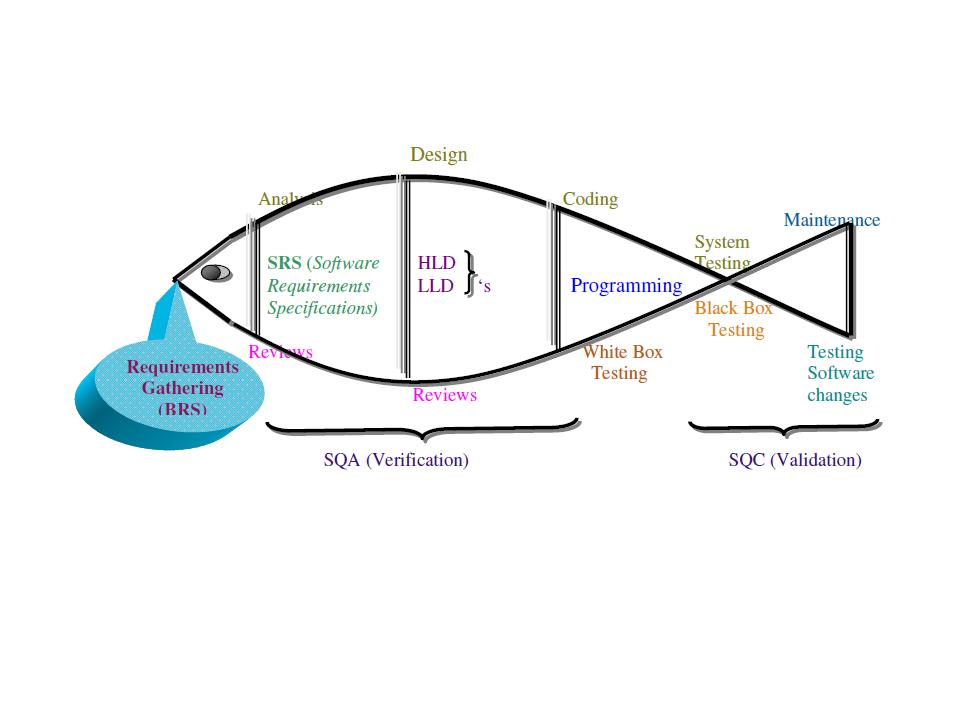 Design
Analysis
Coding
Maintenance
System
Testing
SRS (Software
Requirements
Specifications)
HLD
LLD ‘s
Programming
Black Box
Testing
Reviews
White Box
Testing
Testing
Software
changes
Requirements
Gathering
(BRS)
Reviews
SQA (Verification)
SQC (Validation)